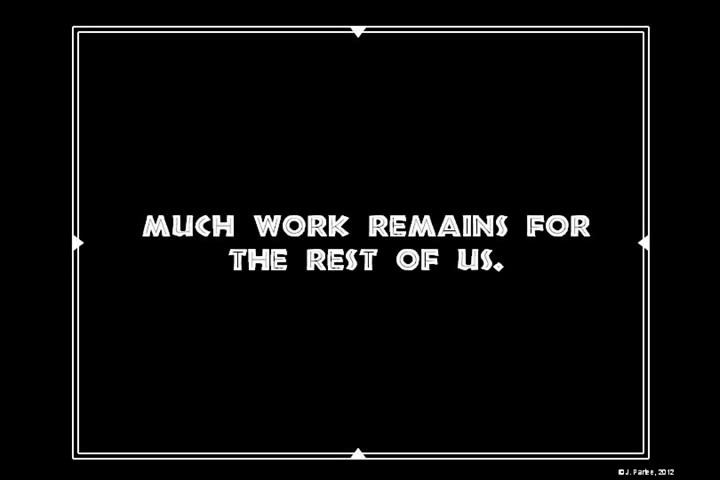 MUCH WORK REMAINS FOR
THE REST OF US.
© J. Parlee, 2012